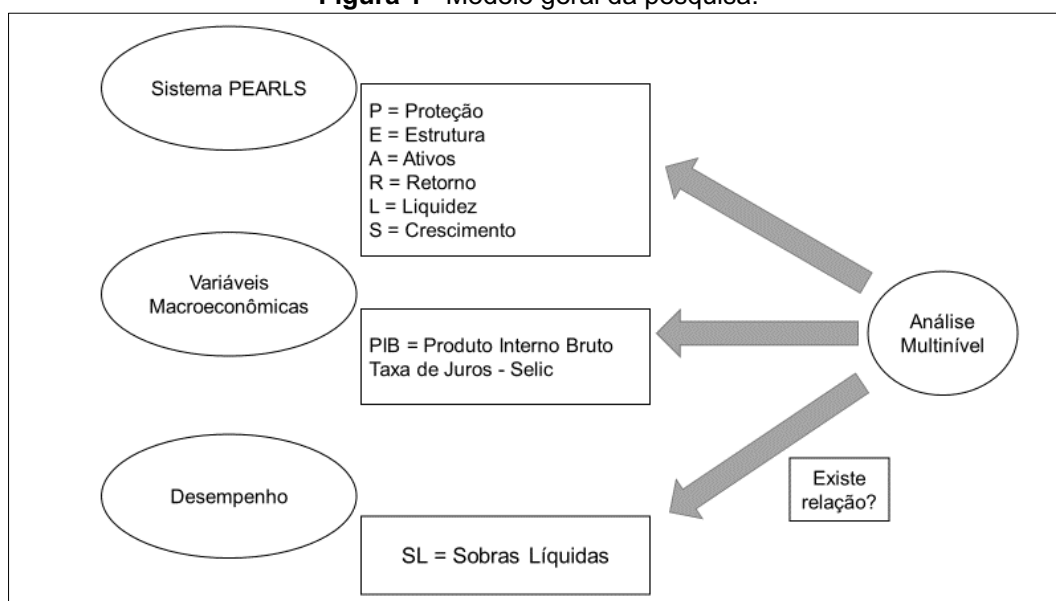 Figura 1 - Modelo geral da pesquisa.
Sistema PEARLS
P = Proteção
E = Estrutura
A = Ativos
R = Retorno
L = Liquidez
S = Crescimento
Variáveis
Macroeconômicas
PIB = Produto Interno Bruto
Taxa de Juros - Selic
Análise
Multinível
Desempenho
Existe
relação?
SL = Sobras Líquidas